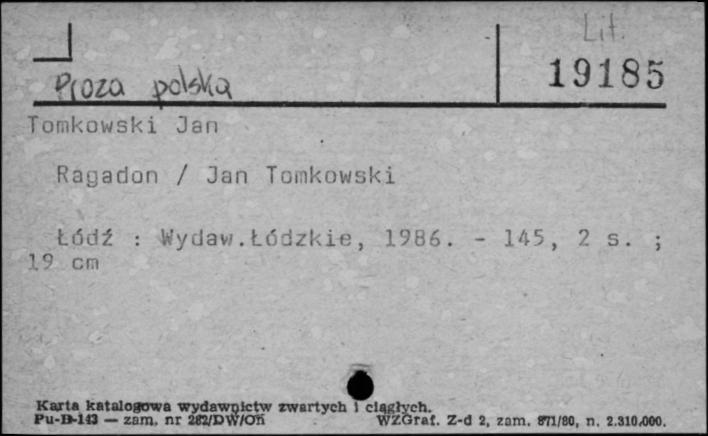 Lit.
19185
Proza polska
Tomkowski Jan
Ragadon / Jan Tomkowski
Łódź : Wydaw.Łódzkie, 1986. - 145, 2 s. ;
19 cm
Karta katalogowa wydawnictw zwartych i ciągłych.
Pu-B-143 — zam. nr 282/DW/Oń
WZGraf. Z-d 2, zam. 871/80, n. 2.310.000.